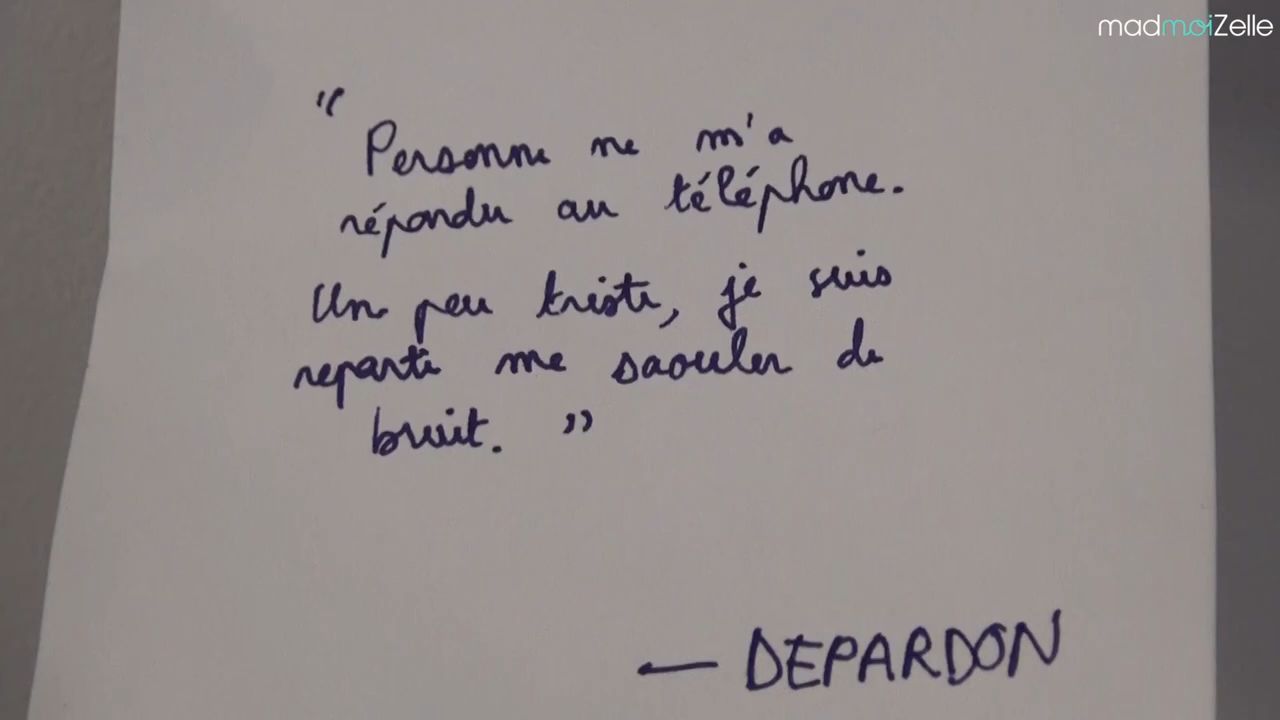 madmoiZelle
“
Personne ne m'a
répondu au téléphone.
Un peu triste, je suis
reparti me saouler de
bruit. ”
— DEPARDON